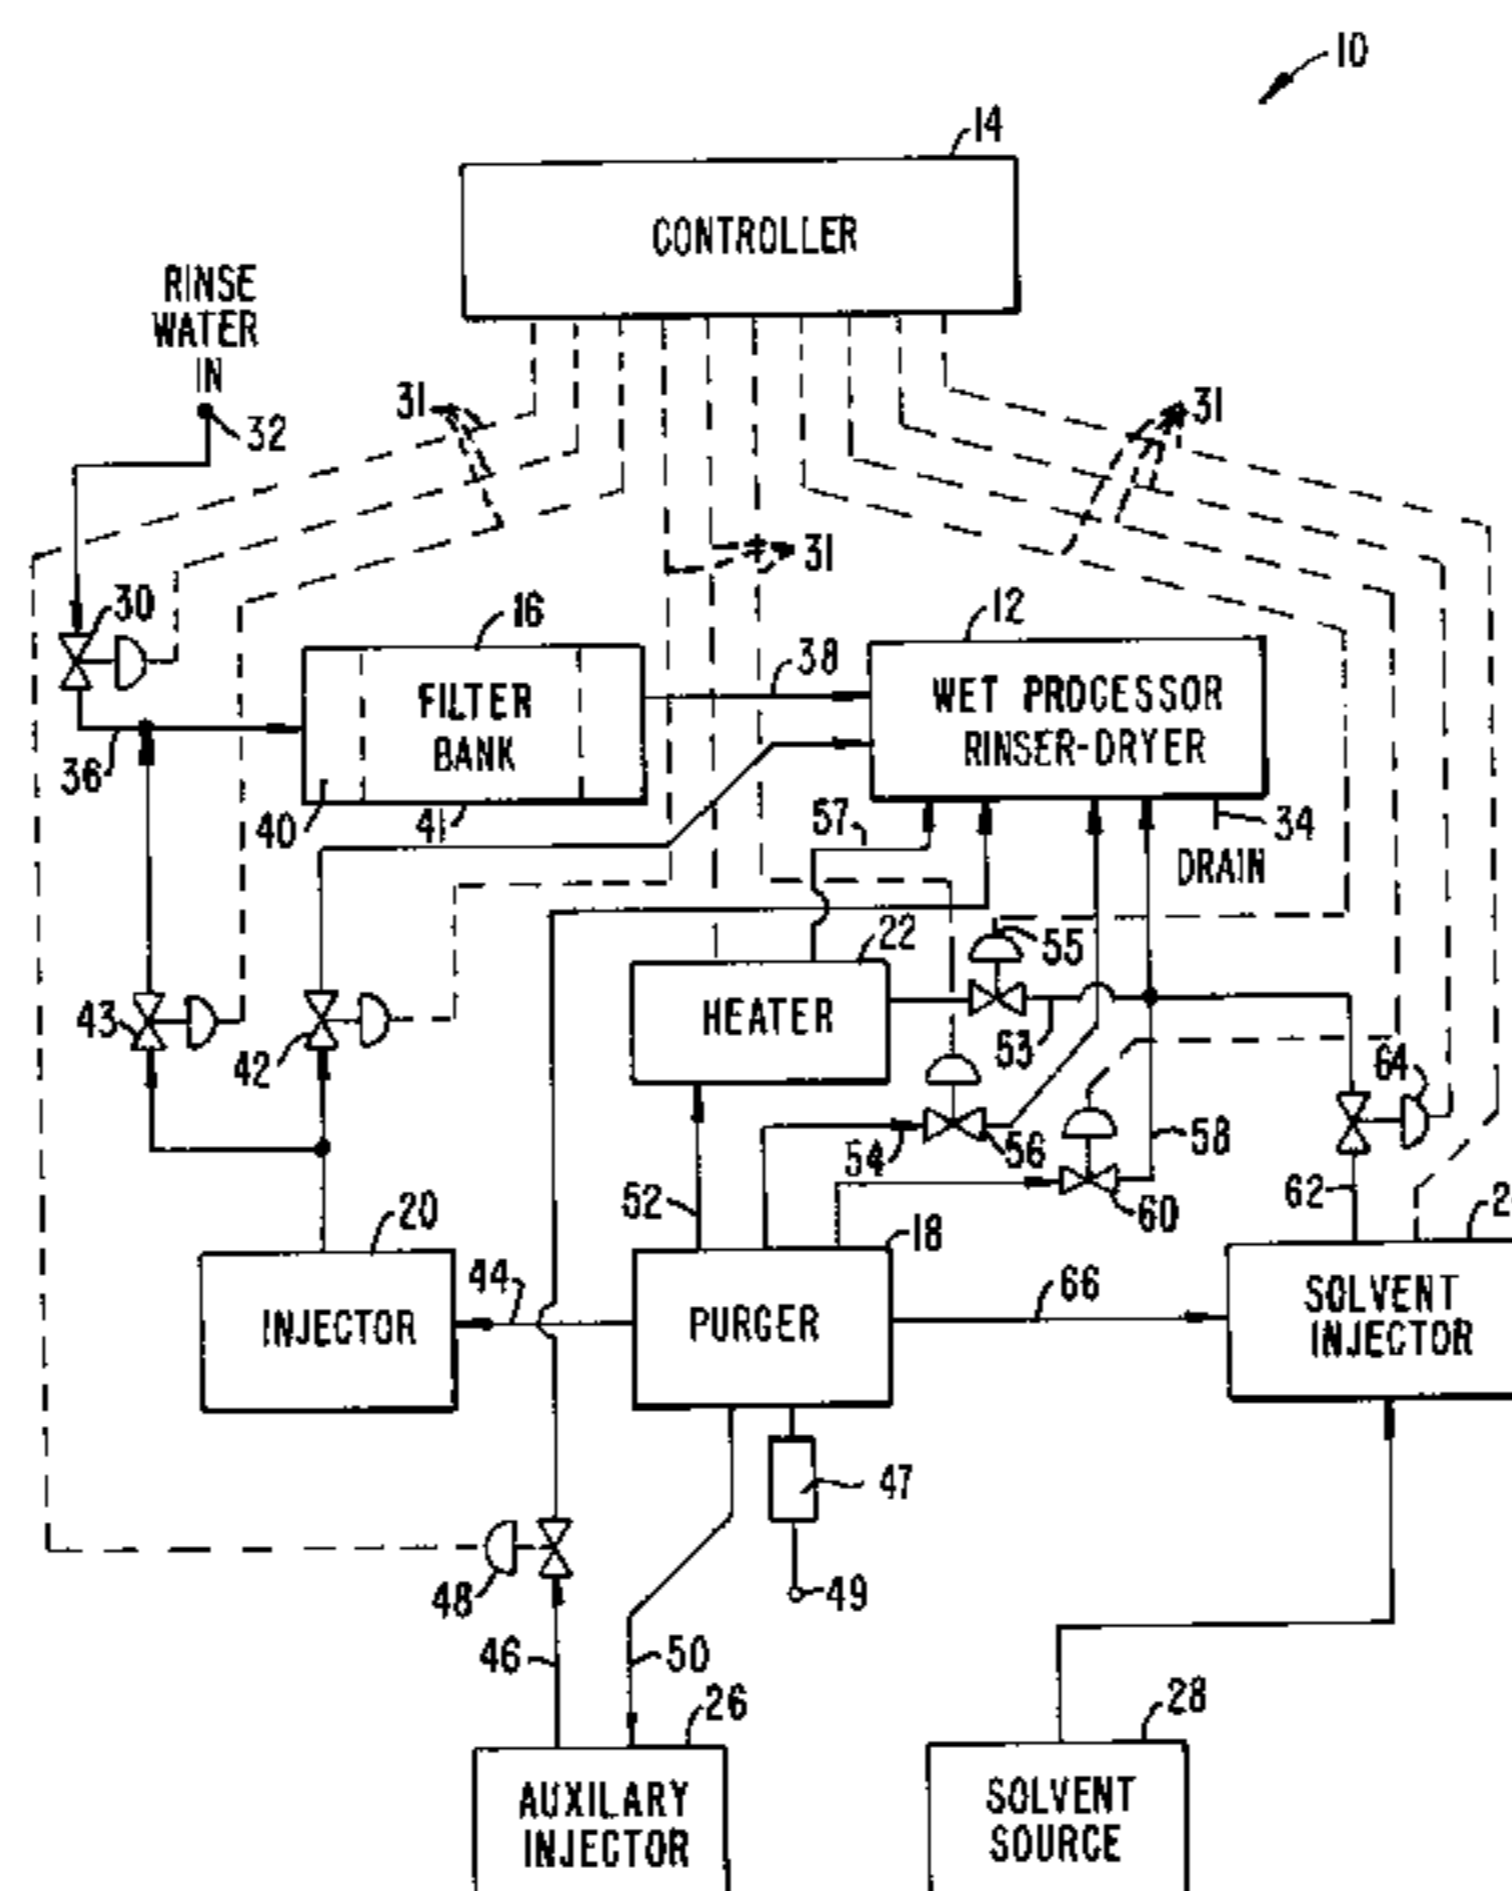 10
14
CONTROLLER
RINSE
WATER
IN
32
31
31
31
30
16
12
38
FILTER
BANK
WET PROCESSOR
RINSER-DRYER
36
40
41
57
34
DRAIN
22
55
HEATER
43
42
53
64
54
56
58
52
60
62
20
18
44
66
INJECTOR
PURGER
SOLVENT
INJECTOR
47
48
49
46
50
26
28
AUXILARY
INJECTOR
SOLVENT
SOURCE